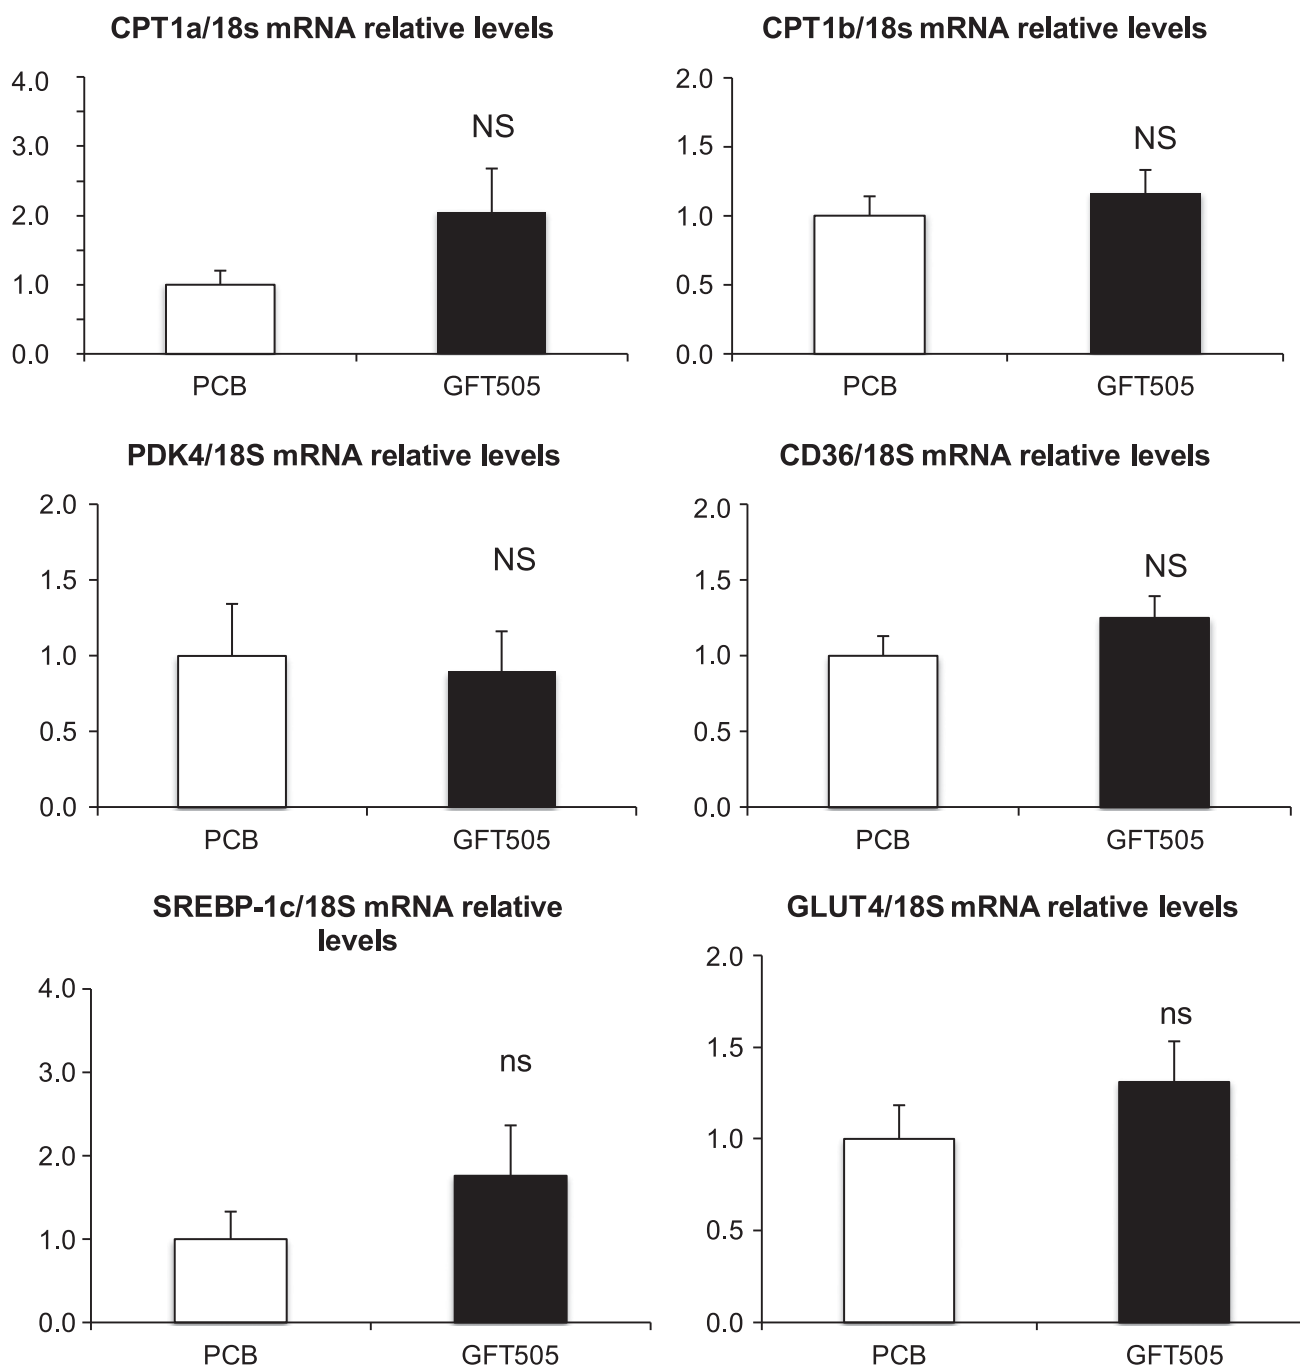 CPT1a/18s mRNA relative levels
4.0
3.0
2.0
1.0
0.0
NS
PCB
GFT505
CPT1b/18s mRNA relative levels
2.0
1.5
1.0
0.5
0.0
NS
PCB
GFT505
PDK4/18S mRNA relative levels
2.0
1.5
1.0
0.5
0.0
NS
PCB
GFT505
CD36/18S mRNA relative levels
2.0
1.5
1.0
0.5
0.0
NS
PCB
GFT505
SREBP-1c/18S mRNA relative
levels
4.0
3.0
2.0
1.0
0.0
ns
PCB
GFT505
GLUT4/18S mRNA relative levels
2.0
1.5
1.0
0.5
0.0
ns
PCB
GFT505